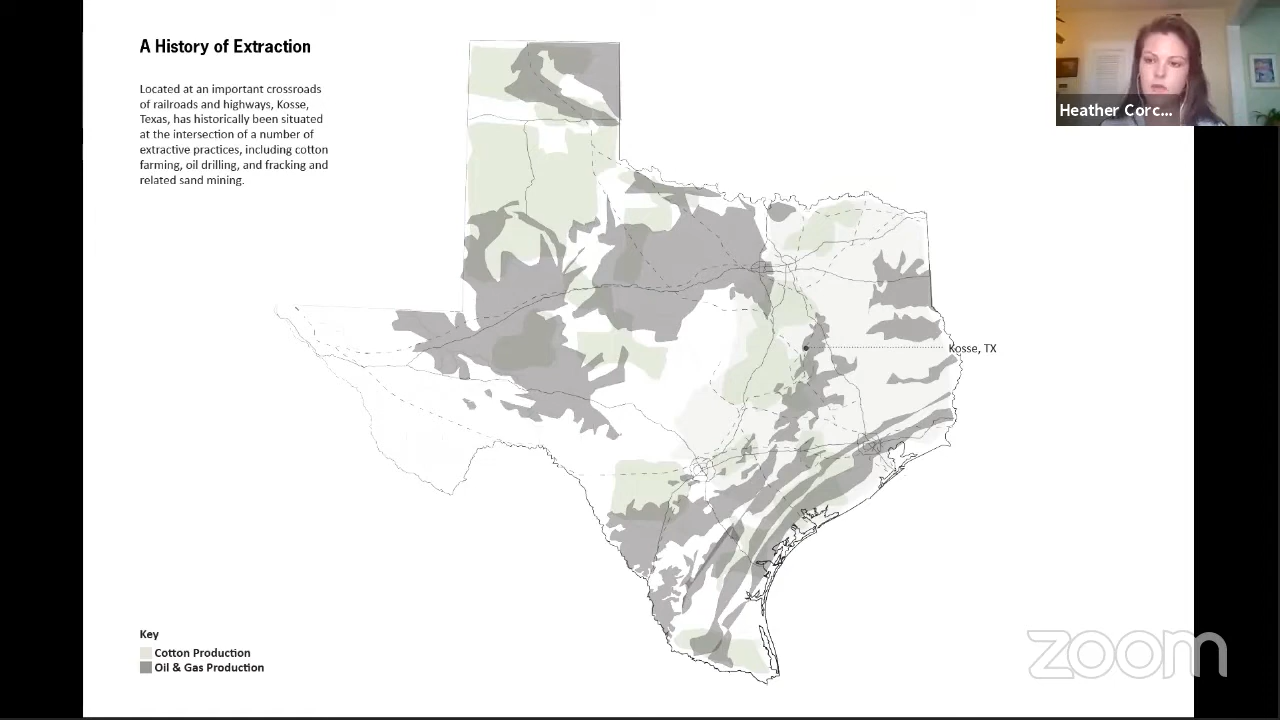 A History of Extraction
Located at an important crossroads
of railroads and highways, Kosse,
Texas, has historically been situated
at the intersection of a number of
extractive practices, including cotton
farming, oil drilling, and fracking and
related sand mining.
Heather Corc...
Kosse, TX
Key
Cotton Production
Oil & Gas Production
zoom